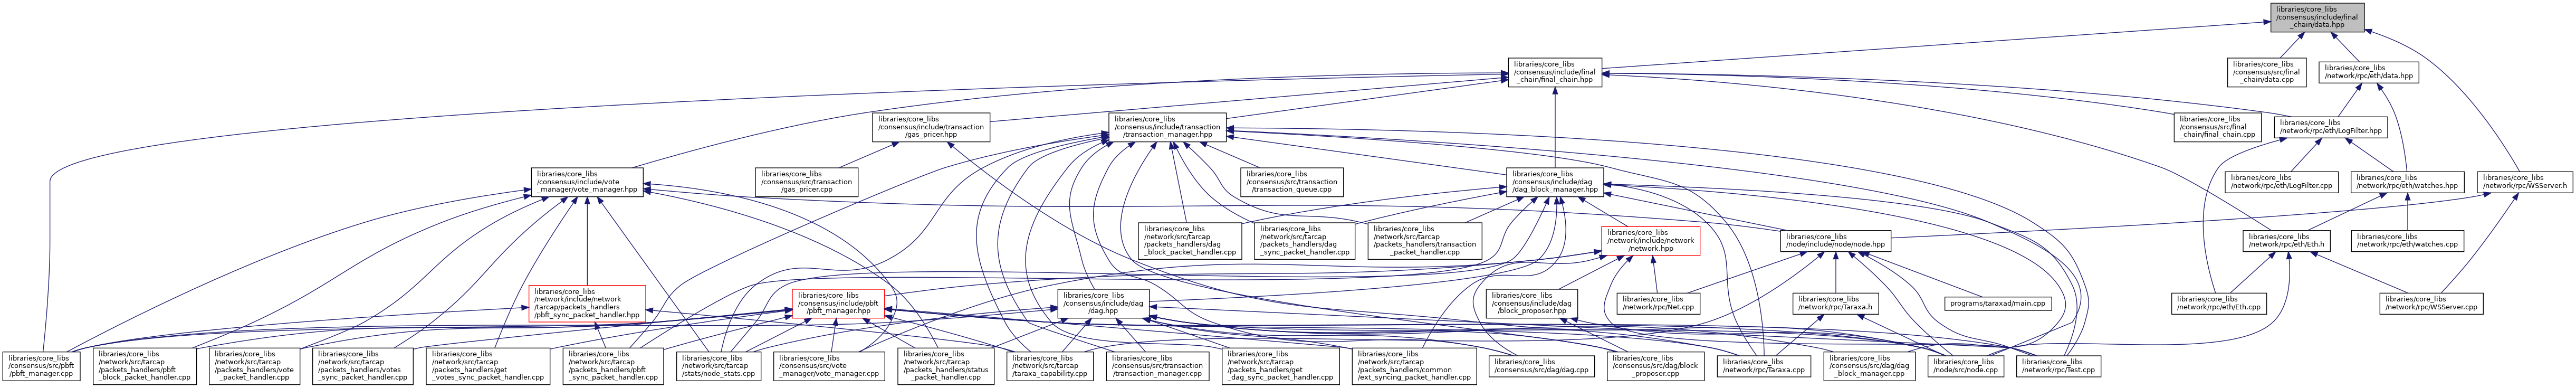 libraries/core_libs
/consensus/include/final
_chain/data.hpp
libraries/core_libs
/consensus/include/final
_chain/final_chain.hpp
libraries/core_libs
/consensus/src/final
_chain/data.cpp
libraries/core_libs
/network/rpc/eth/data.hpp
libraries/core_libs
/consensus/include/transaction
/gas_pricer.hpp
libraries/core_libs
/consensus/include/transaction
/transaction_manager.hpp
libraries/core_libs
/consensus/src/final
_chain/final_chain.cpp
libraries/core_libs
/network/rpc/eth/LogFilter.hpp
libraries/core_libs
/consensus/include/vote
_manager/vote_manager.hpp
libraries/core_libs
/consensus/src/transaction
/gas_pricer.cpp
libraries/core_libs
/consensus/src/transaction
/transaction_queue.cpp
libraries/core_libs
/consensus/include/dag
/dag_block_manager.hpp
libraries/core_libs
/network/rpc/eth/LogFilter.cpp
libraries/core_libs
/network/rpc/eth/watches.hpp
libraries/core_libs
/network/rpc/WSServer.h
libraries/core_libs
/network/src/tarcap
/packets_handlers/dag
_block_packet_handler.cpp
libraries/core_libs
/network/src/tarcap
/packets_handlers/dag
_sync_packet_handler.cpp
libraries/core_libs
/network/src/tarcap
/packets_handlers/transaction
_packet_handler.cpp
libraries/core_libs
/network/include/network
/network.hpp
libraries/core_libs
/node/include/node/node.hpp
libraries/core_libs
/network/rpc/eth/Eth.h
libraries/core_libs
/network/rpc/eth/watches.cpp
libraries/core_libs
/network/include/network
/tarcap/packets_handlers
/pbft_sync_packet_handler.hpp
libraries/core_libs
/consensus/include/pbft
/pbft_manager.hpp
libraries/core_libs
/consensus/include/dag
/dag.hpp
libraries/core_libs
/consensus/include/dag
/block_proposer.hpp
libraries/core_libs
/network/rpc/Net.cpp
libraries/core_libs
/network/rpc/Taraxa.h
programs/taraxad/main.cpp
libraries/core_libs
/network/rpc/eth/Eth.cpp
libraries/core_libs
/network/rpc/WSServer.cpp
libraries/core_libs
/consensus/src/pbft
/pbft_manager.cpp
libraries/core_libs
/network/src/tarcap
/packets_handlers/pbft
_block_packet_handler.cpp
libraries/core_libs
/network/src/tarcap
/packets_handlers/vote
_packet_handler.cpp
libraries/core_libs
/network/src/tarcap
/packets_handlers/votes
_sync_packet_handler.cpp
libraries/core_libs
/network/src/tarcap
/packets_handlers/get
_votes_sync_packet_handler.cpp
libraries/core_libs
/network/src/tarcap
/packets_handlers/pbft
_sync_packet_handler.cpp
libraries/core_libs
/network/src/tarcap
/stats/node_stats.cpp
libraries/core_libs
/consensus/src/vote
_manager/vote_manager.cpp
libraries/core_libs
/network/src/tarcap
/packets_handlers/status
_packet_handler.cpp
libraries/core_libs
/network/src/tarcap
/taraxa_capability.cpp
libraries/core_libs
/consensus/src/transaction
/transaction_manager.cpp
libraries/core_libs
/network/src/tarcap
/packets_handlers/get
_dag_sync_packet_handler.cpp
libraries/core_libs
/network/src/tarcap
/packets_handlers/common
/ext_syncing_packet_handler.cpp
libraries/core_libs
/consensus/src/dag/dag.cpp
libraries/core_libs
/consensus/src/dag/block
_proposer.cpp
libraries/core_libs
/network/rpc/Taraxa.cpp
libraries/core_libs
/consensus/src/dag/dag
_block_manager.cpp
libraries/core_libs
/node/src/node.cpp
libraries/core_libs
/network/rpc/Test.cpp